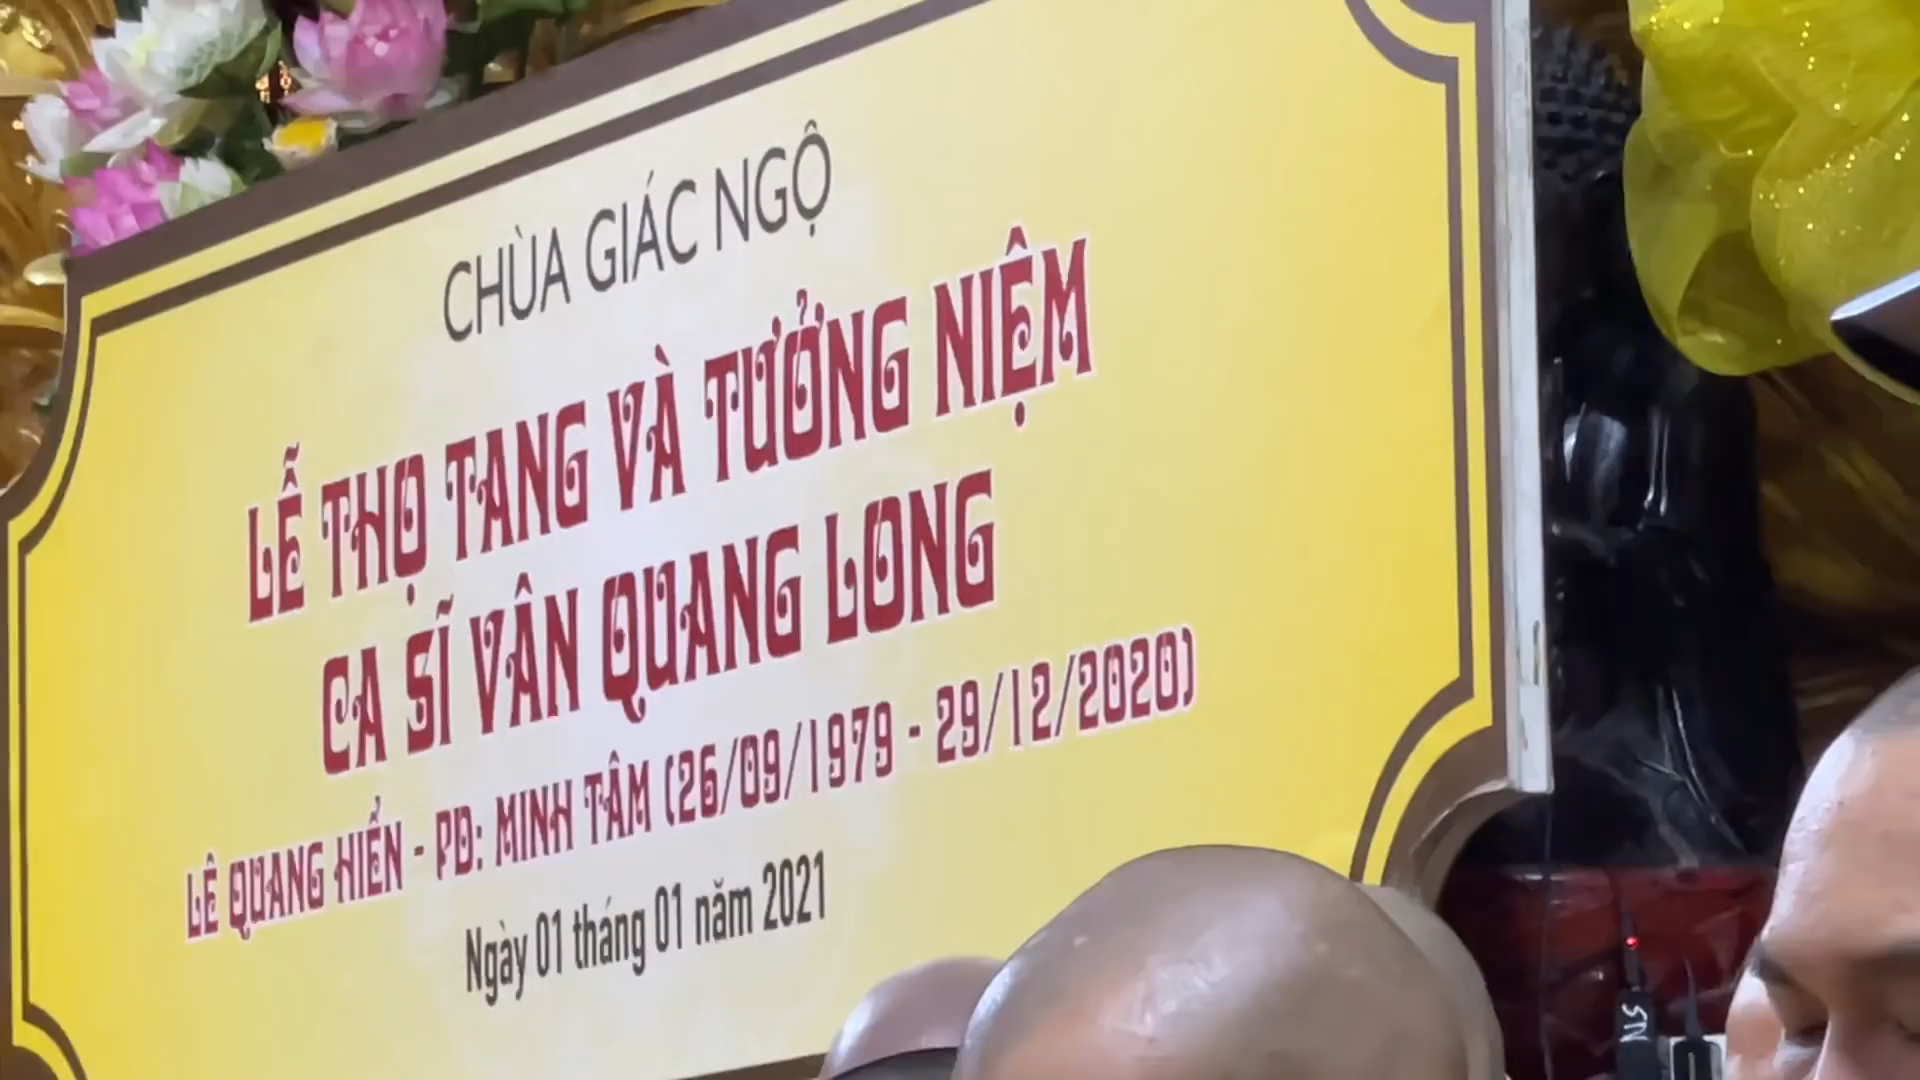 CHÙA GIÁC NGỘ
LỄ THỌ TANG VÀ TƯỞNG NIỆM
CA SĨ VÂN QUANG LONG
LÊ QUANG HIỂN - PD: MINH TÂM (26/09/1979 - 29/12/2020)
Ngày 01 tháng 01 năm 2021
SN